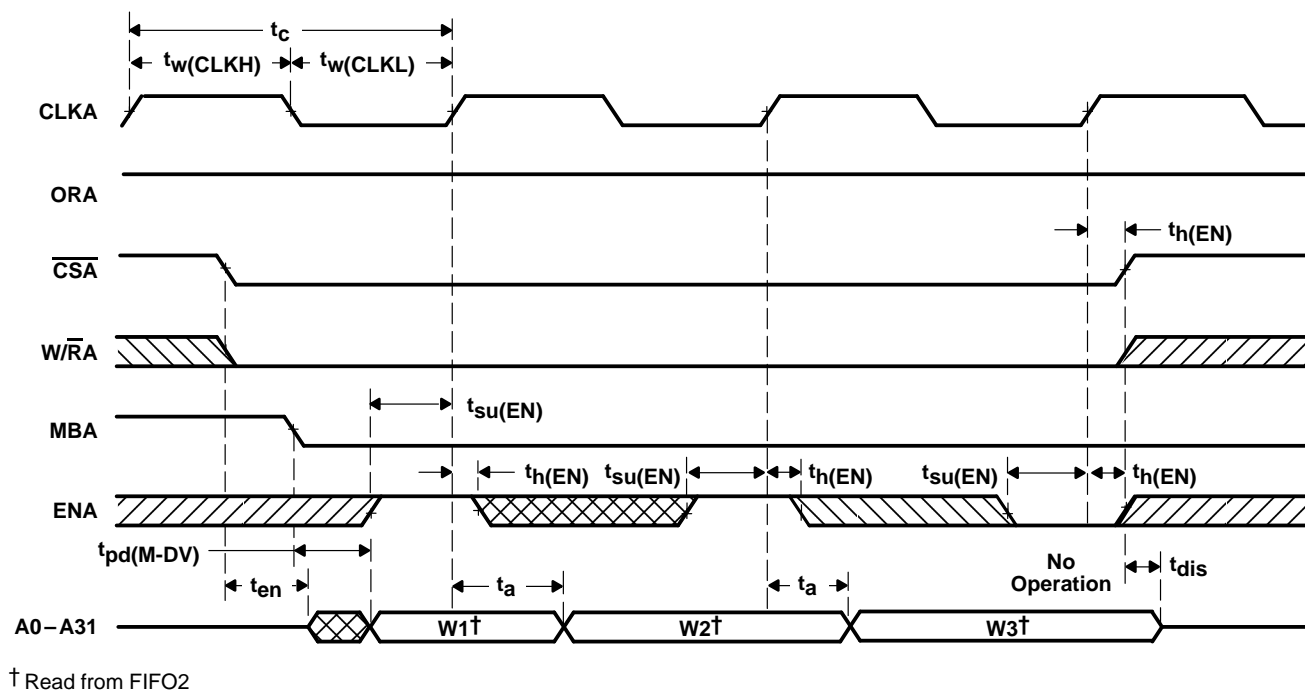 tc
tw(CLKH)
tw(CLKL)
CLKA
ORA
th(EN)
CSA
W/RA
tsu(EN)
MBA
th(EN)
tsu(EN)
th(EN)
tsu(EN)
th(EN)
ENA
tpd(M-DV)
No
Operation
ten
ta
ta
tdis
A0–A31
W1†
W2†
W3†
† Read from FIFO2